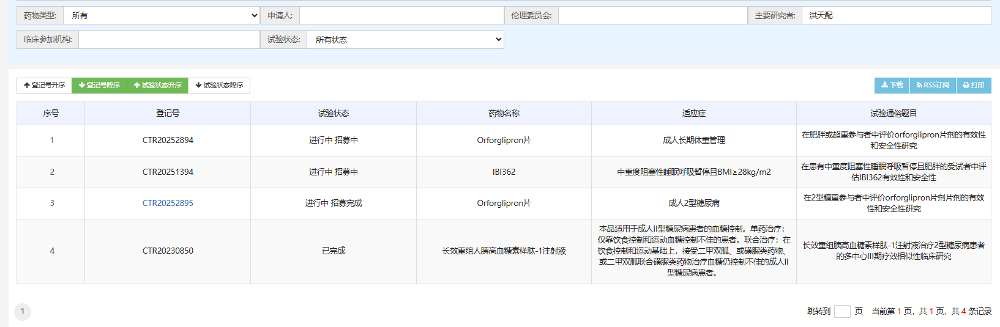 药物类型: 所有 申请人: 伦理委员会: 主要研究者: 洪天配
临床参加机构: 试验状态: 所有状态
登记号升序 登记号降序 试验状态升序 试验状态降序 下载 RSS订阅 打印
序号 登记号 试验状态 药物名称 适应症 试验通俗题目
1 CTR20252894 进行中 招募中 Orforglipron片 成人长期体重管理 在肥胖或超重参与者中评价orforglipron片剂的有效性
和安全性研究
2 CTR20251394 进行中 招募中 IBI362 中重度阻塞性睡眠呼吸暂停且BMI≥28kg/m2 在患有中重度阻塞性睡眠呼吸暂停且肥胖的受试者中评
估IBI362有效性和安全性
3 CTR20252895 进行中 招募完成 Orforglipron片 成人2型糖尿病 在2型糖重参与者中评价orforglipron片剂片剂的有效
性和安全性研究
4 CTR20230850 已完成 长效重组人胰高血糖素样肽-1注射液
本品适用于成人II型糖尿病患者的血糖控制。单药治疗：
仅靠饮食控制和运动血糖控制不佳的患者。联合治疗：在
饮食控制和运动基础上，接受二甲双胍、或磺脲类药物、
或二甲双胍联合磺脲类药物治疗血糖仍控制不佳的成人II
型糖尿病患者。
长效重组胰高血糖素样肽-1注射液治疗2型糖尿病患者
的多中心III期疗效相似性临床研究
1 跳转到 页 当前第 1 页，共 1 页，共 4 条记录